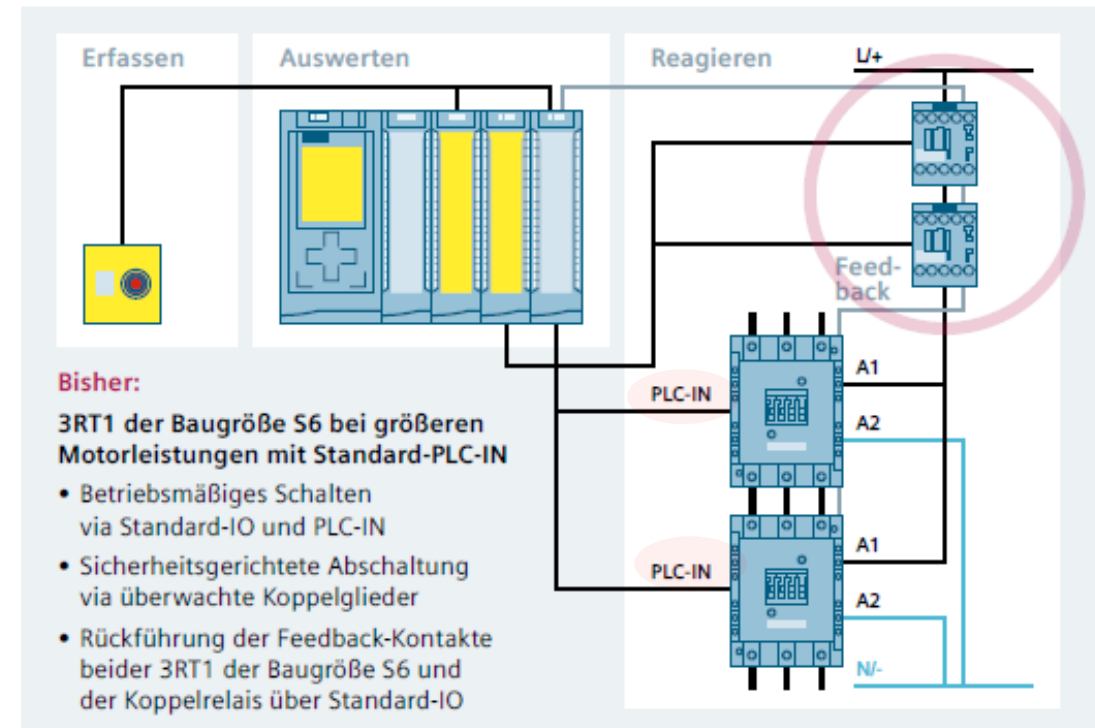 Erfassen
Auswerten
Reagieren
L/+
Feed-
back
A1
PLC-IN
A2
A1
PLC-IN
A2
N/-
Bisher:
3RT1 der Baugröße S6 bei größeren
Motorleistungen mit Standard-PLC-IN
• Betriebsmäßiges Schalten
via Standard-IO und PLC-IN
• Sicherheitsgerichtete Abschaltung
via überwachte Koppelglieder
• Rückführung der Feedback-Kontakte
beider 3RT1 der Baugröße S6 und
der Koppelrelais über Standard-IO